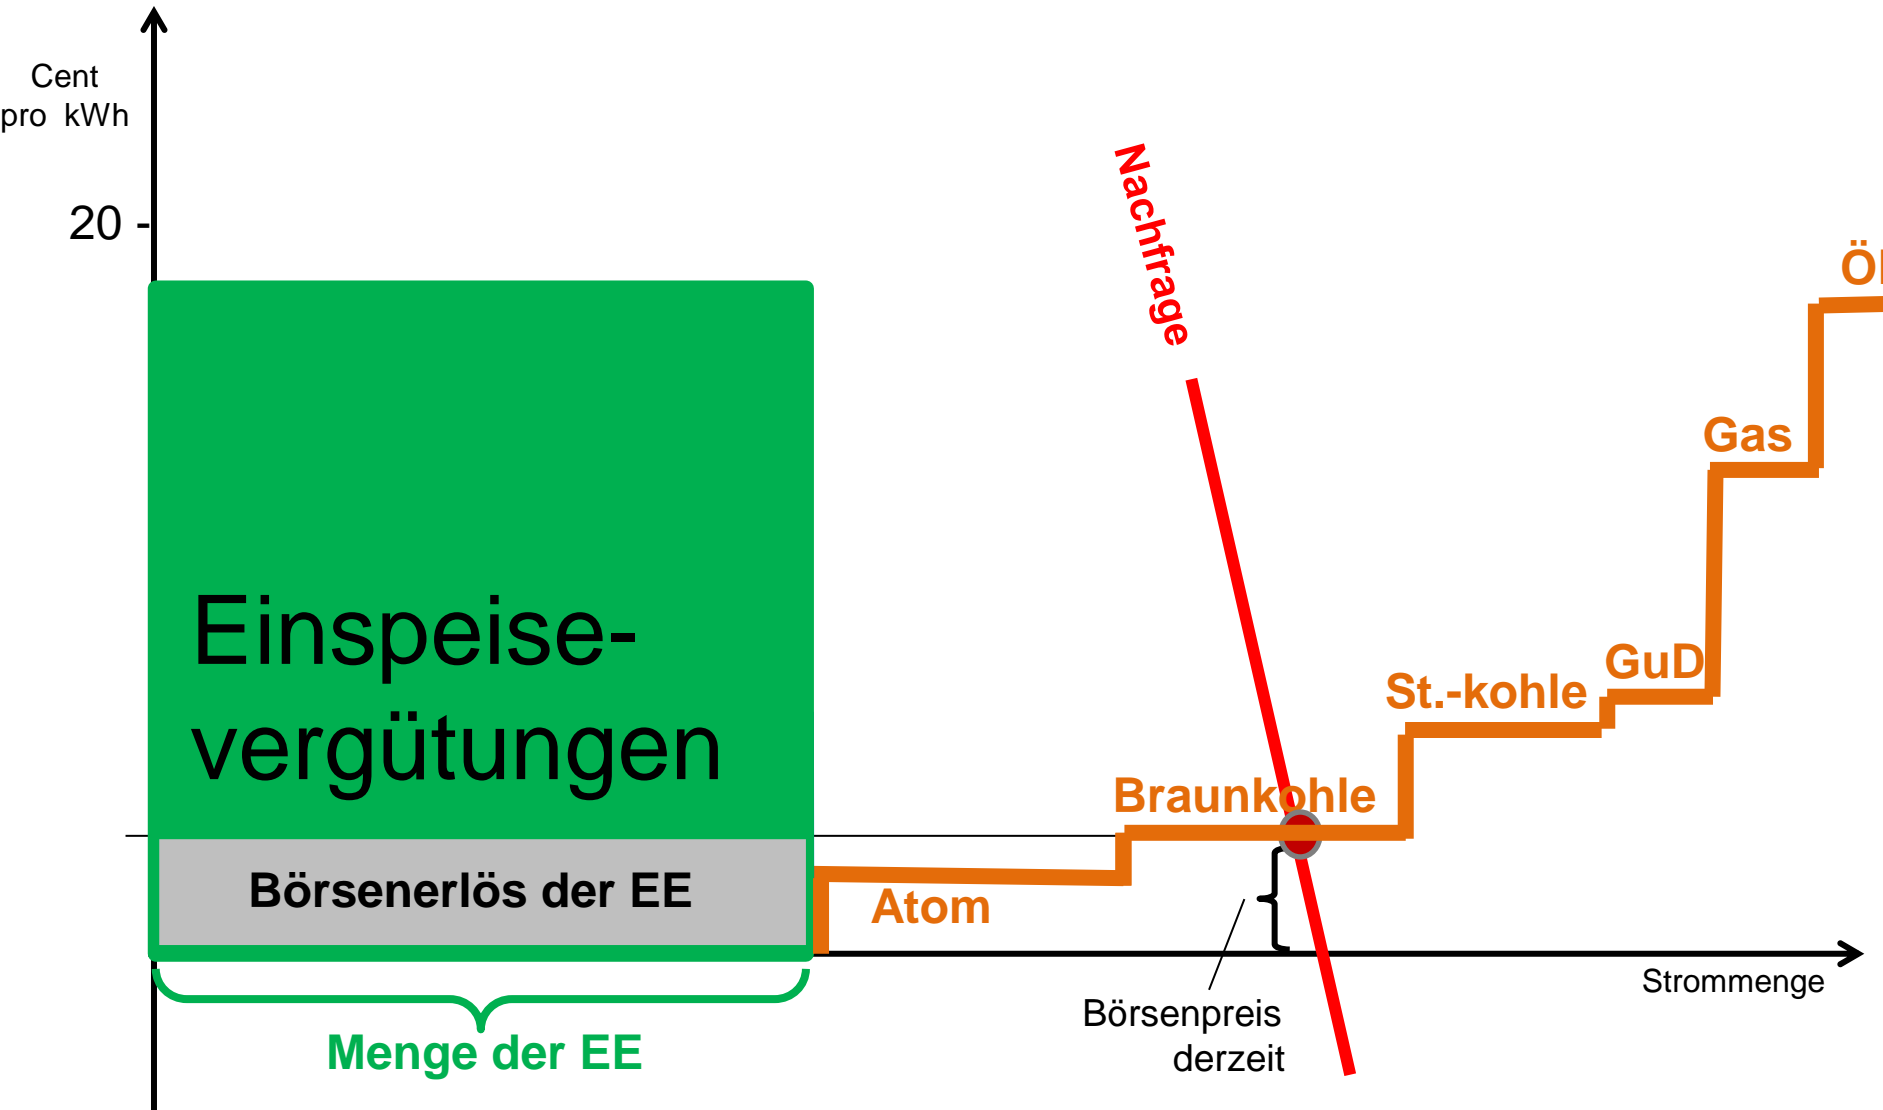 Cent
pro kWh
20 -
Nachfrage
Öl
Gas
GuD
St.-kohle
Braunkohle
Einspeise-
vergütungen
Börsenerlös der EE
Atom
Strommenge
Börsenpreis
derzeit
Menge der EE